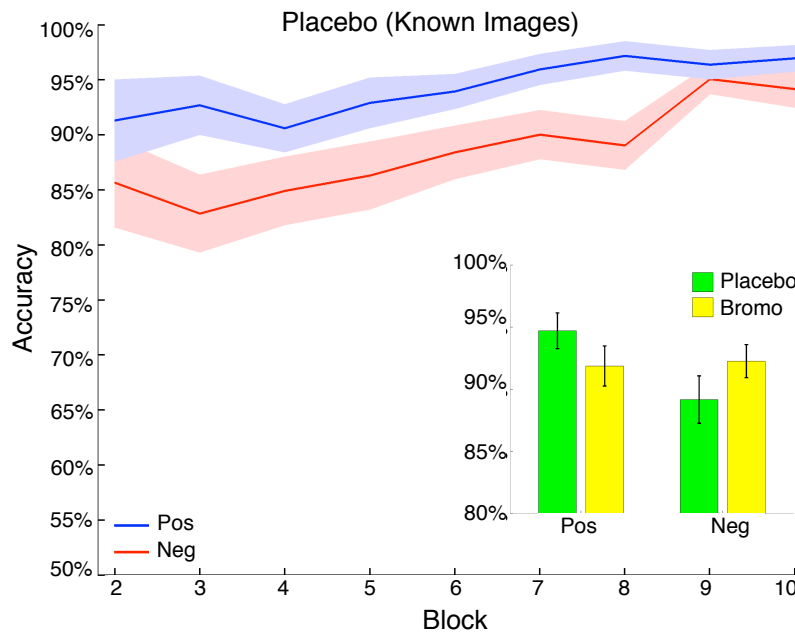 Placebo (Known Images)
100%
95%
90%
85%
80%
75%
70%
65%
60%
55%
50%
Accuracy
Pos
Neg
2 3 4 5 6 7 8 9 10
Block
100%
95%
90%
85%
80%
Placebo
Bromo
Pos Neg